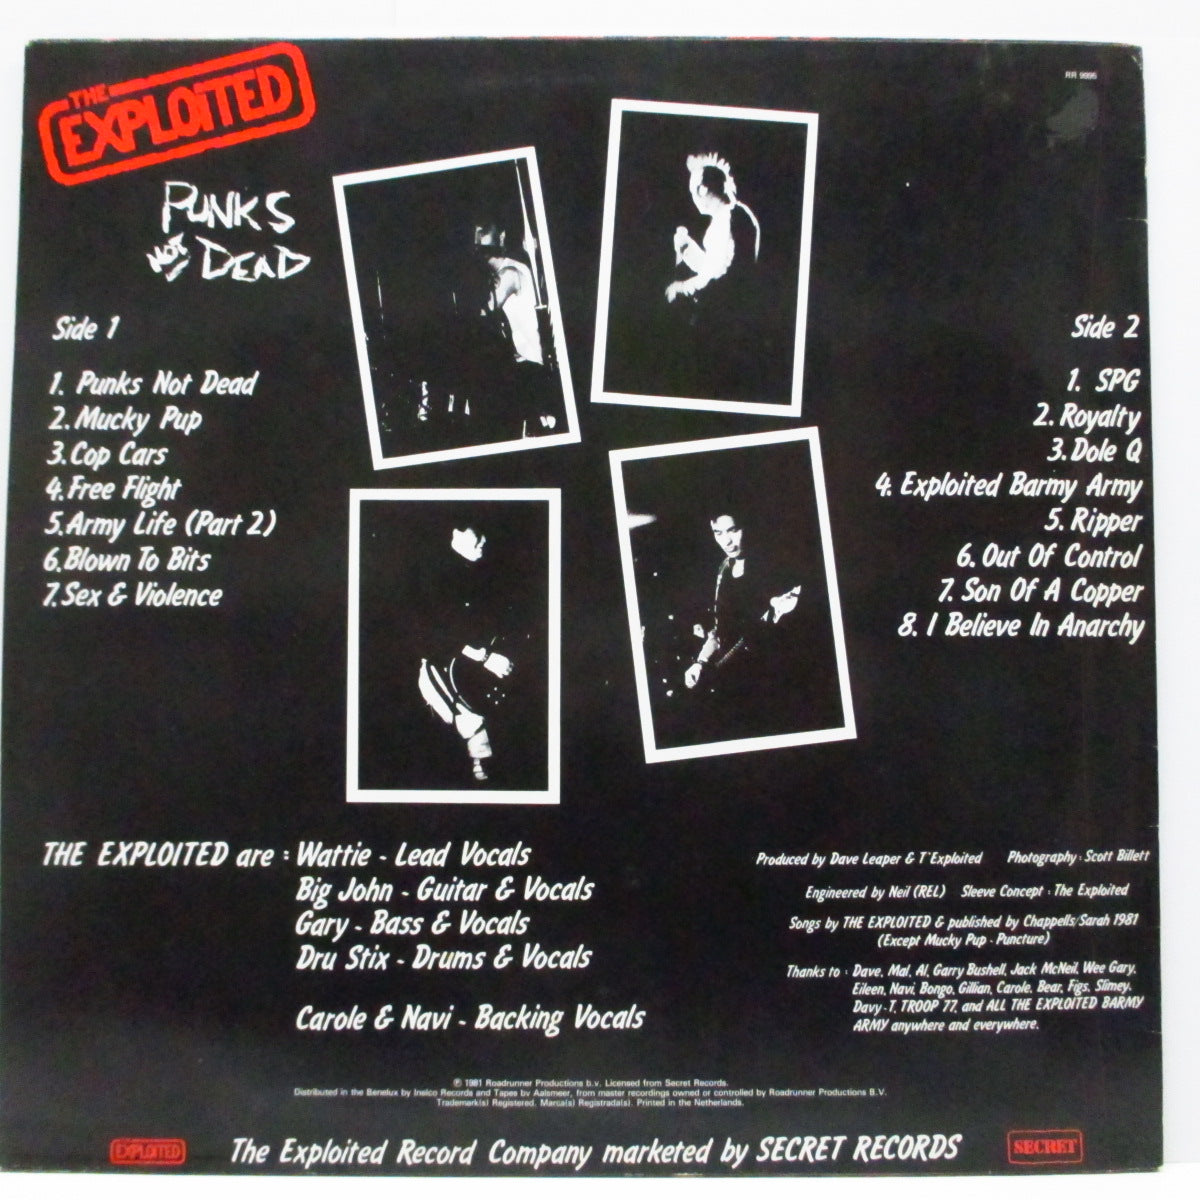 RR 9995
THE
EXPLOITED
PUNKS
NOT DEAD
Side 1
1. Punks Not Dead
2. Mucky Pup
3. Cop Cars
4. Free Flight
5. Army Life (Part 2)
6. Blown To Bits
7. Sex & Violence
Side 2
1. SPG
2. Royalty
3. Dole Q
4. Exploited Barmy Army
5. Ripper
6. Out Of Control
7. Son Of A Copper
8. I Believe In Anarchy
THE EXPLOITED are : Wattie - Lead Vocals
Big John - Guitar & Vocals
Gary - Bass & Vocals
Dru Stix - Drums & Vocals
Carole & Navi - Backing Vocals
Produced by Dave Leaper & T'Exploited Photography : Scott Billett
Engineered by Neil (REL) Sleeve Concept : The Exploited
Songs by THE EXPLOITED & published by Chappells/Sarah 1981
(Except Mucky Pup - Puncture)
Thanks to : Dave, Mal, Al, Garry Bushell, Jack McNeil, Wee Gary,
Eileen, Navi, Bongo, Gillian, Carole, Bear, Figs, Slimey,
Davy-T, TROOP 77, and ALL THE EXPLOITED BARMY
ARMY anywhere and everywhere.
℗ 1981 Roadrunner Productions b.v. Licensed from Secret Records.
Distributed in the Benelux by Inelco Records and Tapes bv Aalsmeer, from master recordings owned or controlled by Roadrunner Productions B.V.
Trademark(s) Registered. Marca(s) Registrada(s). Printed in the Netherlands.
EXPLOITED
The Exploited Record Company marketed by SECRET RECORDS
SECRET